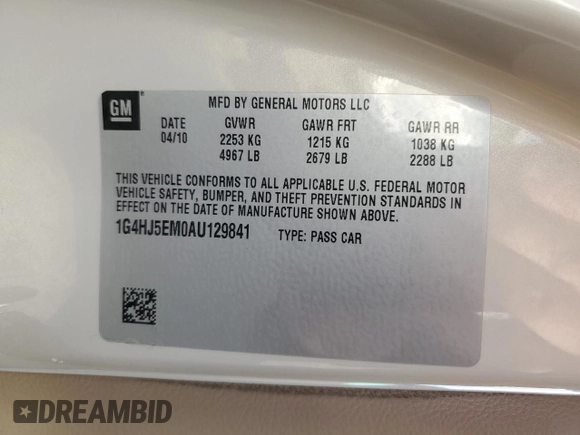 GM
MFD BY GENERAL MOTORS LLC
DATE GVWR GAWR FRT GAWR RR
04/10 2253 KG 1215 KG 1038 KG
4967 LB 2679 LB 2288 LB
THIS VEHICLE CONFORMS TO ALL APPLICABLE U.S. FEDERAL MOTOR
VEHICLE SAFETY, BUMPER, AND THEFT PREVENTION STANDARDS IN
EFFECT ON THE DATE OF MANUFACTURE SHOWN ABOVE.
1G4HJ5EM0AU129841 TYPE: PASS CAR
DREAMBID